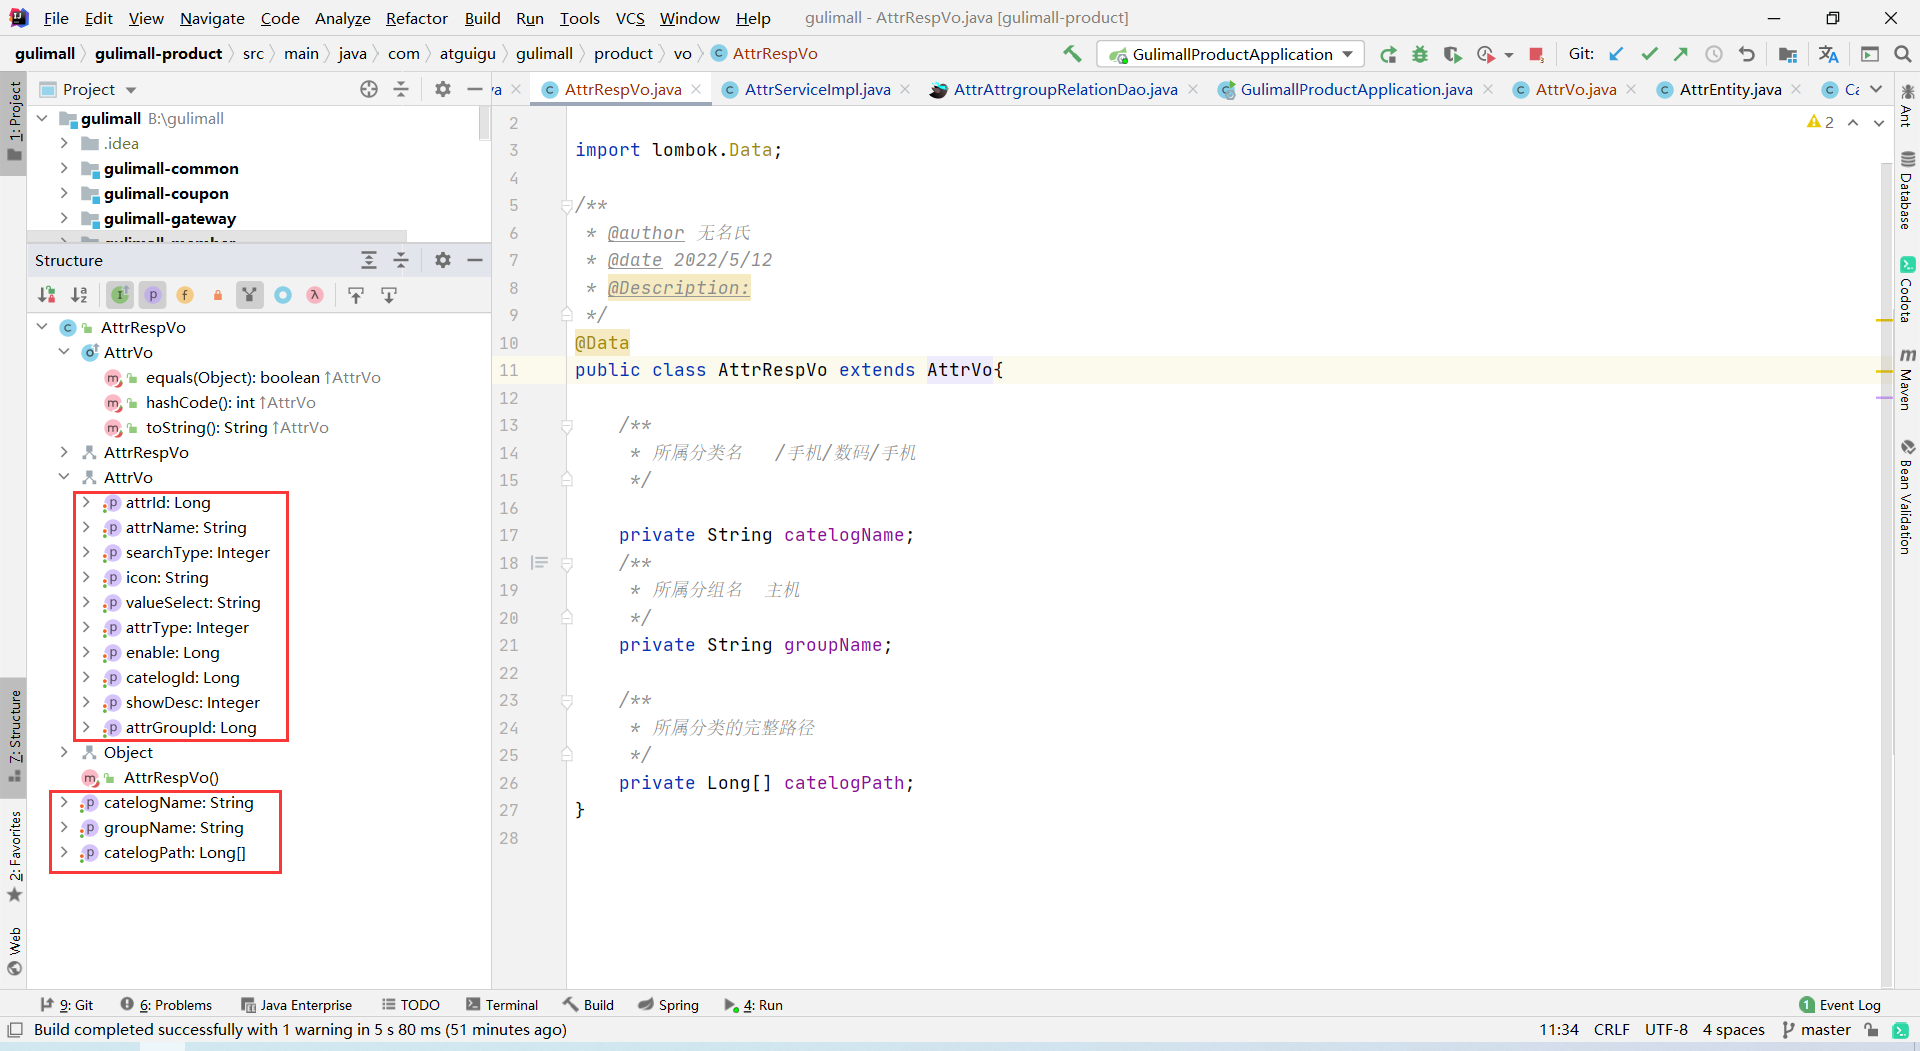 File Edit View Navigate Code Analyze Refactor Build Run Tools VCS Window Help gulimall - AttrRespVo.java [gulimall-product]
gulimall gulimall-product src main java com atguigu gulimall product vo AttrRespVo
GulimallProductApplication Git:
Project
va AttrRespVo.java AttrServiceImpl.java AttrAttrgroupRelationDao.java GulimallProductApplication.java AttrVo.java AttrEntity.java Ca
1: Project
gulimall B:\gulimall
.idea
gulimall-common
gulimall-coupon
gulimall-gateway
gulimall-member
Structure
AttrRespVo
AttrVo
equals(Object): boolean ↑AttrVo
hashCode(): int ↑AttrVo
toString(): String ↑AttrVo
AttrRespVo
AttrVo
attrId: Long
attrName: String
searchType: Integer
icon: String
valueSelect: String
attrType: Integer
enable: Long
catelogId: Long
showDesc: Integer
attrGroupId: Long
Object
AttrRespVo()
catelogName: String
groupName: String
catelogPath: Long[]
7: Structure
2: Favorites
Web
2
3 import lombok.Data;
4
5 /**
6 * @author 无名氏
7 * @date 2022/5/12
8 * @Description:
9 */
10 @Data
11 public class AttrRespVo extends AttrVo{
12
13 /**
14 * 所属分类名 /手机/数码/手机
15 */
16
17 private String catelogName;
18 /**
19 * 所属分组名 主机
20 */
21 private String groupName;
22
23 /**
24 * 所属分类的完整路径
25 */
26 private Long[] catelogPath;
27 }
28
2
Ant
Database
Codota
Maven
Bean Validation
9: Git 6: Problems Java Enterprise TODO Terminal Build Spring 4: Run 1 Event Log
Build completed successfully with 1 warning in 5 s 80 ms (51 minutes ago) 11:34 CRLF UTF-8 4 spaces master